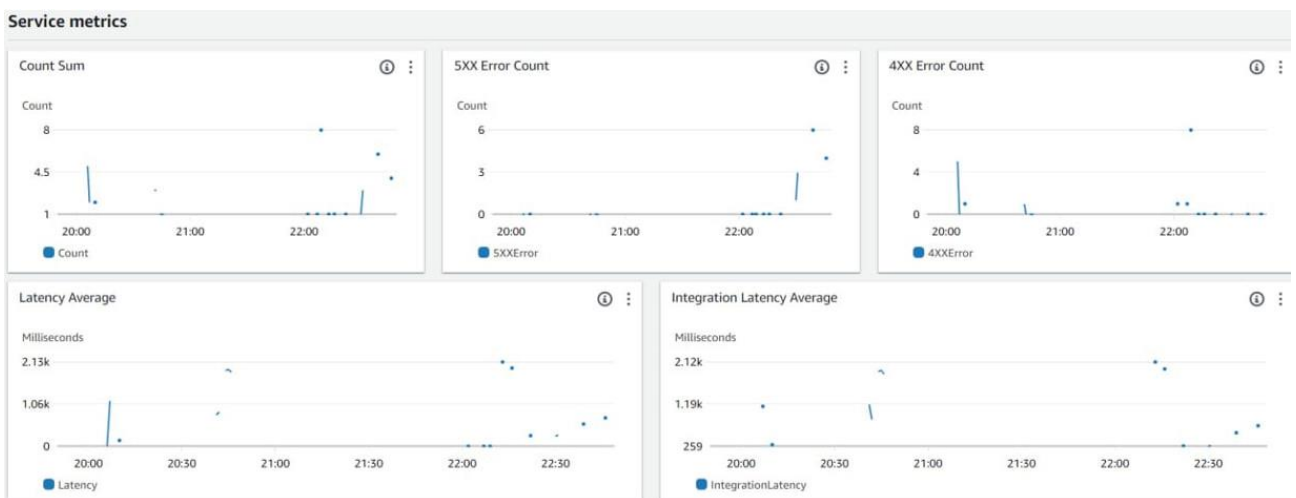 Service metrics
Count Sum
Count
8
4.5
1
20:00 21:00 22:00
Count
5XX Error Count
Count
6
3
0
20:00 21:00 22:00
5XXError
4XX Error Count
Count
8
4
0
20:00 21:00 22:00
4XXError
Latency Average
Milliseconds
2.13k
1.06k
0
20:00 20:30 21:00 21:30 22:00 22:30
Latency
Integration Latency Average
Milliseconds
2.12k
1.19k
259
20:00 20:30 21:00 21:30 22:00 22:30
IntegrationLatency